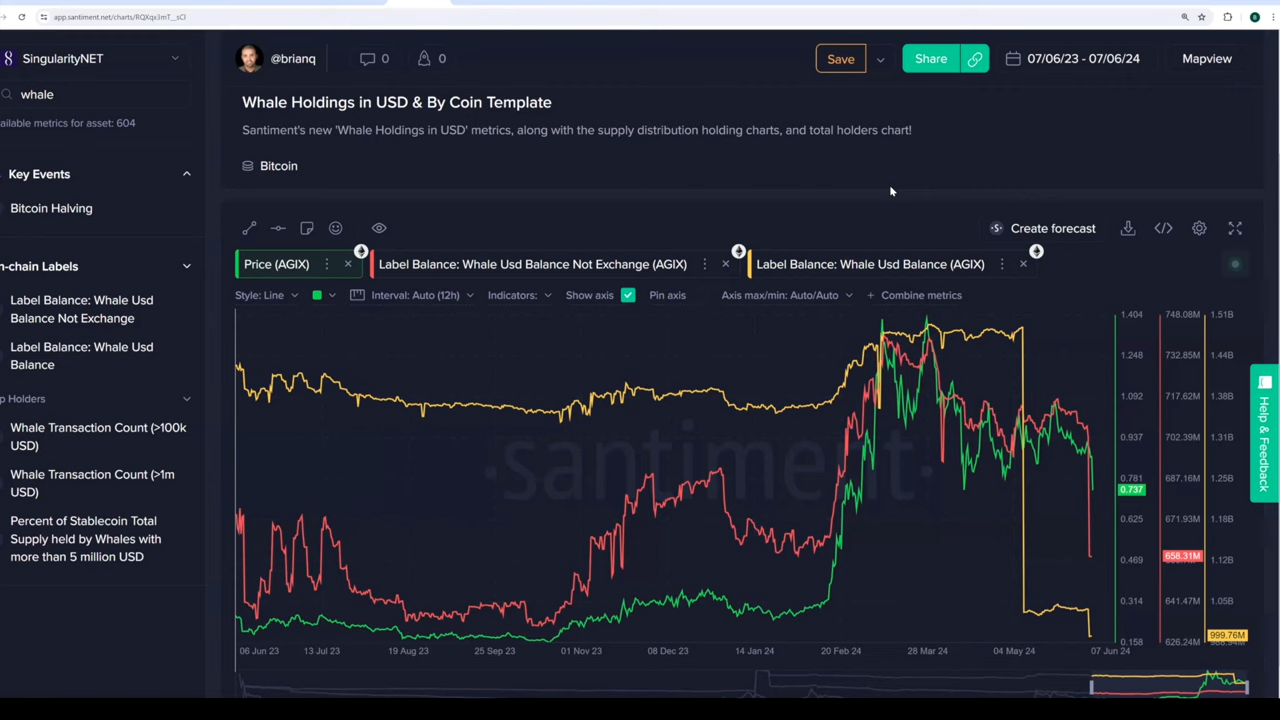 app.santiment.net/charts/RQXqx3mT__sCl
SingularityNET
@brianq
0
0
Save
Share
07/06/23 - 07/06/24
Mapview
whale
ailable metrics for asset: 604
Whale Holdings in USD & By Coin Template
Santiment's new 'Whale Holdings in USD' metrics, along with the supply distribution holding charts, and total holders chart!
Bitcoin
Key Events
Bitcoin Halving
n-chain Labels
Label Balance: Whale Usd
Balance Not Exchange
Label Balance: Whale Usd
Balance
p Holders
Whale Transaction Count (>100k
USD)
Whale Transaction Count (>1m
USD)
Percent of Stablecoin Total
Supply held by Whales with
more than 5 million USD
Create forecast
Price (AGIX)
Label Balance: Whale Usd Balance Not Exchange (AGIX)
Label Balance: Whale Usd Balance (AGIX)
Style: Line
Interval: Auto (12h)
Indicators:
Show axis
Pin axis
Axis max/min: Auto/Auto
+ Combine metrics
santiment
1.404 748.08M 1.51B
1.248 732.85M 1.44B
1.092 717.62M 1.38B
0.937 702.39M 1.31B
0.781 687.16M 1.25B
0.737
0.625 671.93M 1.18B
0.469 1.12B
658.31M
0.314 641.47M 1.05B
999.76M
0.158 626.24M
06 Jun 23 13 Jul 23 19 Aug 23 25 Sep 23 01 Nov 23 08 Dec 23 14 Jan 24 20 Feb 24 28 Mar 24 04 May 24 07 Jun 24
Help & Feedback